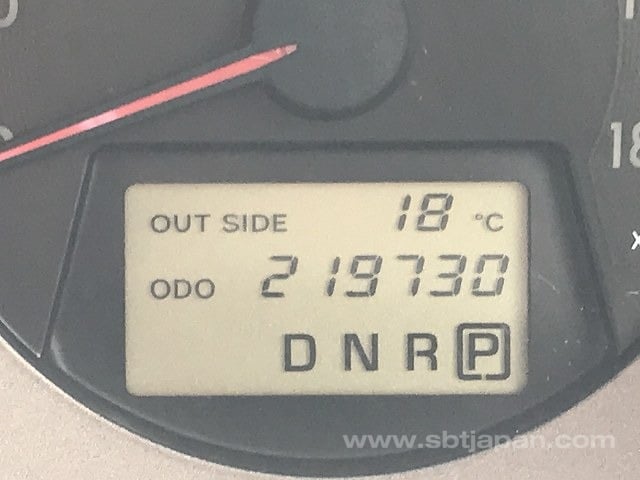 18
OUT SIDE 18 °C
ODO 219730
D N R P
www.sbtjapan.com